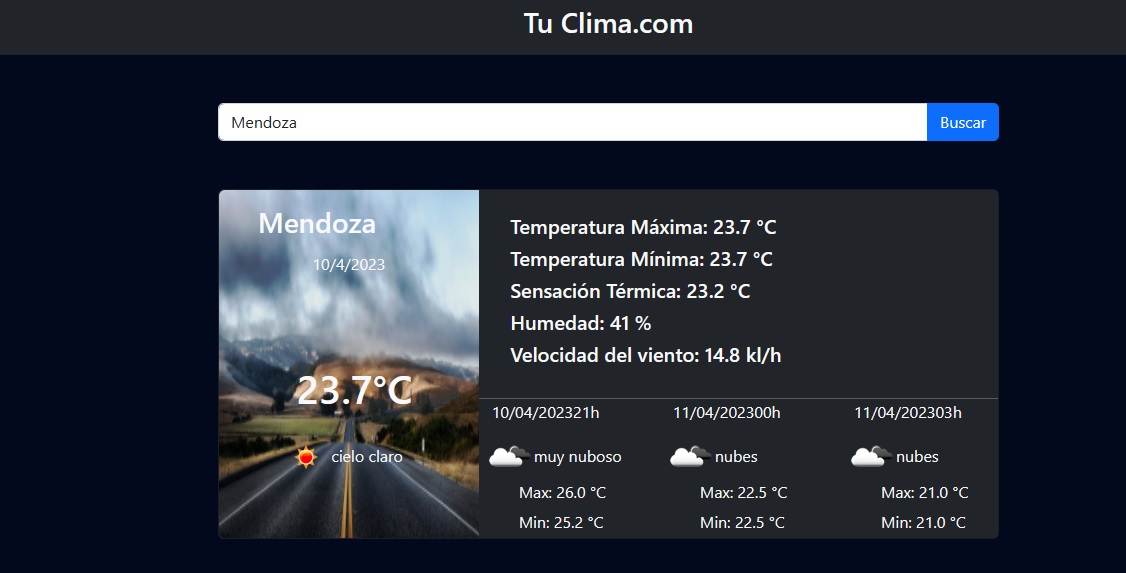 Tu Clima.com
Mendoza
Buscar
Mendoza
10/4/2023
23.7°C
cielo claro
Temperatura Máxima: 23.7 °C
Temperatura Mínima: 23.7 °C
Sensación Térmica: 23.2 °C
Humedad: 41 %
Velocidad del viento: 14.8 kl/h
10/04/202321h
muy nuboso
Max: 26.0 °C
Min: 25.2 °C
11/04/202300h
nubes
Max: 22.5 °C
Min: 22.5 °C
11/04/202303h
nubes
Max: 21.0 °C
Min: 21.0 °C